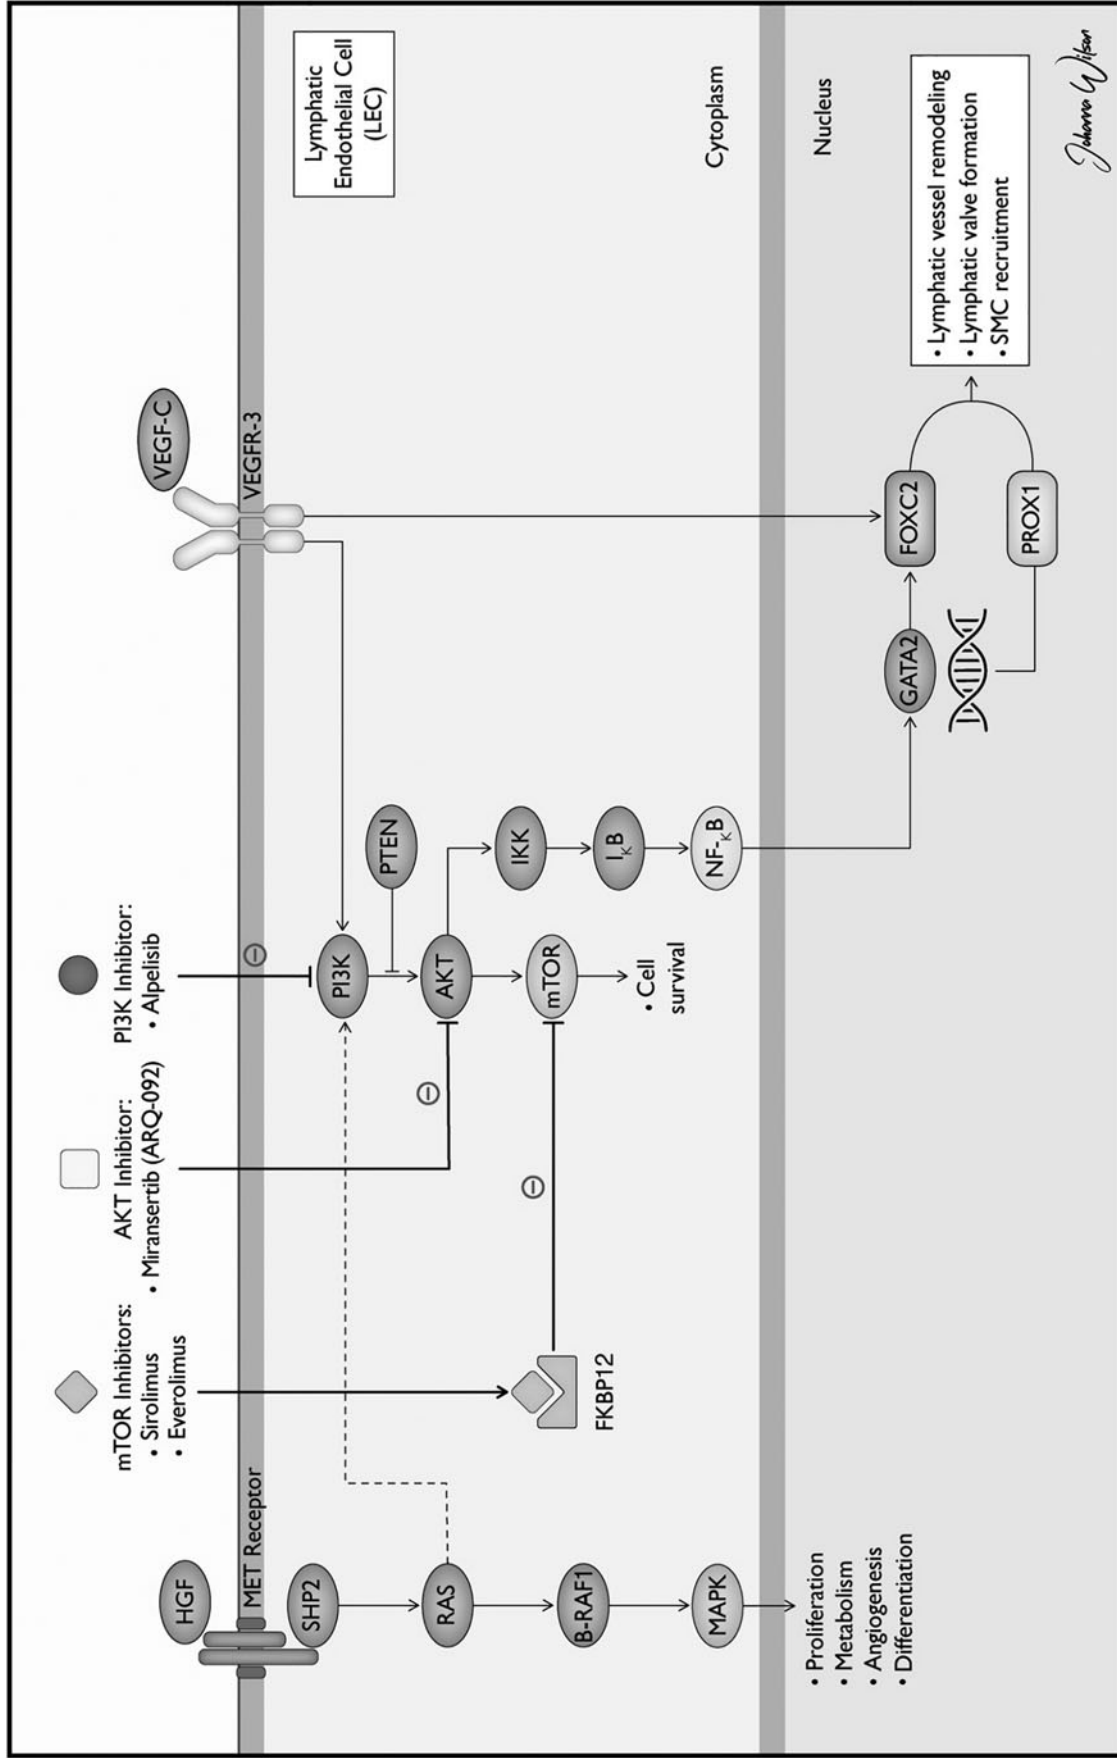 mTOR Inhibitors:
• Sirolimus
• Everolimus
AKT Inhibitor:
• Miransertib (ARQ-092)
PI3K Inhibitor:
• Alpelisib
HGF
MET Receptor
VEGF-C
VEGFR-3
Lymphatic
Endothelial Cell
(LEC)
SHP2
RAS
B-RAF1
MAPK
FKBP12
PI3K
PTEN
AKT
mTOR
• Cell
survival
IKK
IκB
NF-κB
Cytoplasm
Nucleus
• Proliferation
• Metabolism
• Angiogenesis
• Differentiation
GATA2
FOXC2
PROX1
• Lymphatic vessel remodeling
• Lymphatic valve formation
• SMC recruitment
Johanna Wilson